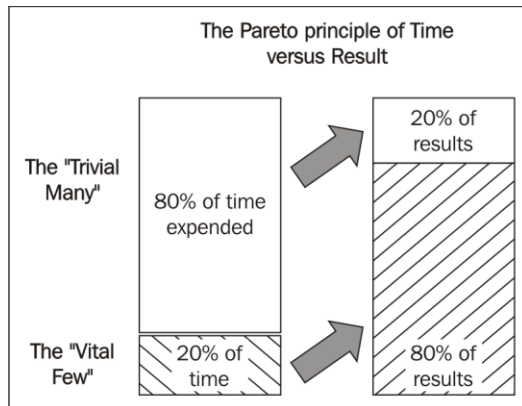 The Pareto principle of Time
versus Result
The "Trivial
Many"
80% of time
expended
20% of
results
The "Vital
Few"
20% of
time
80% of
results